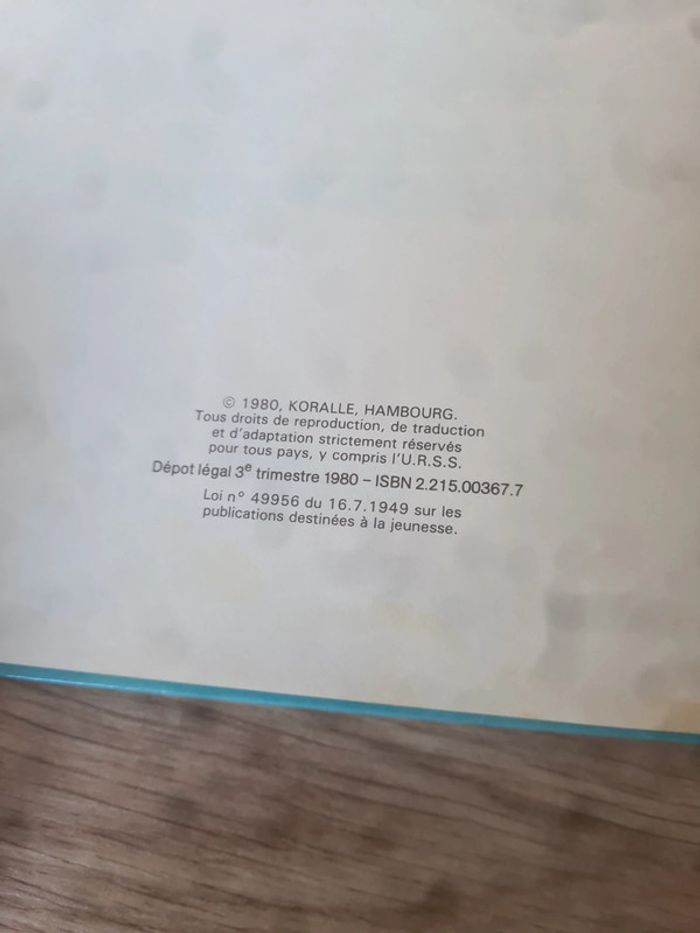 © 1980, KORALLE, HAMBOURG.
Tous droits de reproduction, de traduction
et d'adaptation strictement réservés
pour tous pays, y compris l'U.R.S.S.
Dépot légal 3e trimestre 1980 – ISBN 2.215.00367.7
Loi n° 49956 du 16.7.1949 sur les
publications destinées à la jeunesse.